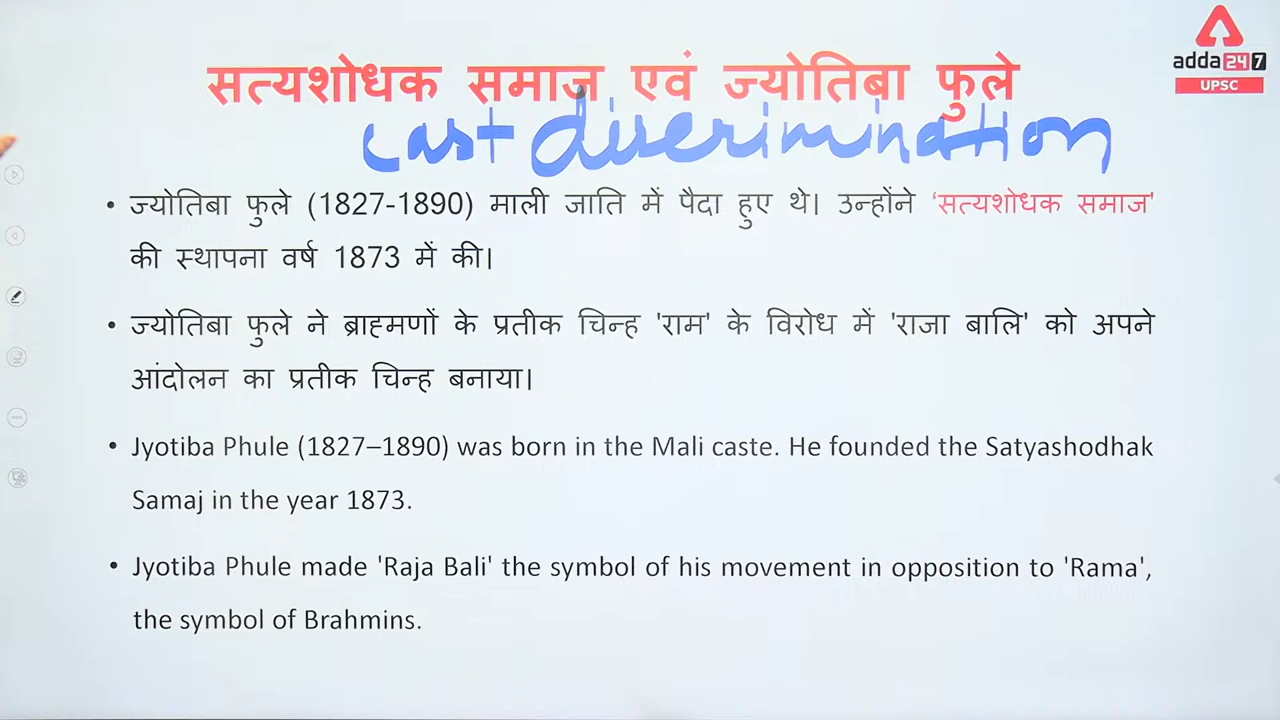 सत्यशोधक समाज एवं ज्योतिबा फुले
adda247
UPSC
cast discrimination
• ज्योतिबा फुले (1827-1890) माली जाति में पैदा हुए थे। उन्होंने ‘सत्यशोधक समाज'
की स्थापना वर्ष 1873 में की।
• ज्योतिबा फुले ने ब्राह्मणों के प्रतीक चिन्ह 'राम' के विरोध में 'राजा बालि' को अपने
आंदोलन का प्रतीक चिन्ह बनाया।
• Jyotiba Phule (1827–1890) was born in the Mali caste. He founded the Satyashodhak
Samaj in the year 1873.
• Jyotiba Phule made 'Raja Bali' the symbol of his movement in opposition to 'Rama',
the symbol of Brahmins.